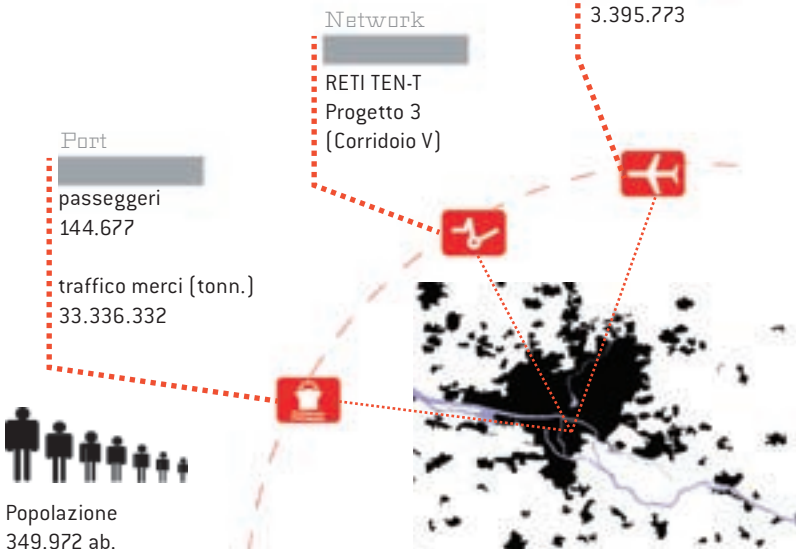 3.395.773
Network
RETI TEN-T
Progetto 3
(Corridoio V)
Port
passeggeri
144.677
traffico merci (tonn.)
33.336.332
Popolazione
349.972 ab.